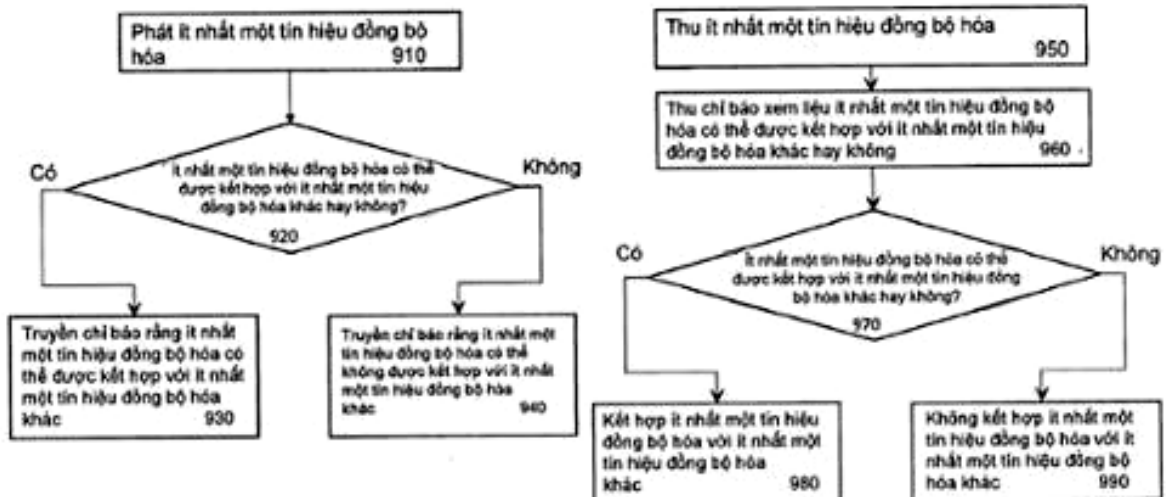 Phát ít nhất một tín hiệu đồng bộ
hóa 910
Có
Không
ít nhất một tín hiệu đồng bộ hóa có thể
được kết hợp với ít nhất một tín hiệu
đồng bộ hóa khác hay không?
920
Truyền chỉ báo rằng ít nhất
một tín hiệu đồng bộ hóa có
thể được kết hợp với ít nhất
một tín hiệu đồng bộ hóa
khác 930
Truyền chỉ báo rằng ít nhất một
tín hiệu đồng bộ hóa có thể
không được kết hợp với ít nhất
một tín hiệu đồng bộ hóa
khác 940
Thu ít nhất một tín hiệu đồng bộ hóa
950
Thu chỉ báo xem liệu ít nhất một tín hiệu đồng bộ
hóa có thể được kết hợp với ít nhất một tín hiệu
đồng bộ hóa khác hay không 960
Có
Không
ít nhất một tín hiệu đồng bộ hóa có thể
được kết hợp với ít nhất một tín hiệu đồng
bộ hóa khác hay không?
970
Kết hợp ít nhất một tín hiệu
đồng bộ hóa với ít nhất một
tín hiệu đồng bộ hóa
khác 980
Không kết hợp ít nhất một
tín hiệu đồng bộ hóa với ít
nhất một tín hiệu đồng bộ
hóa khác 990